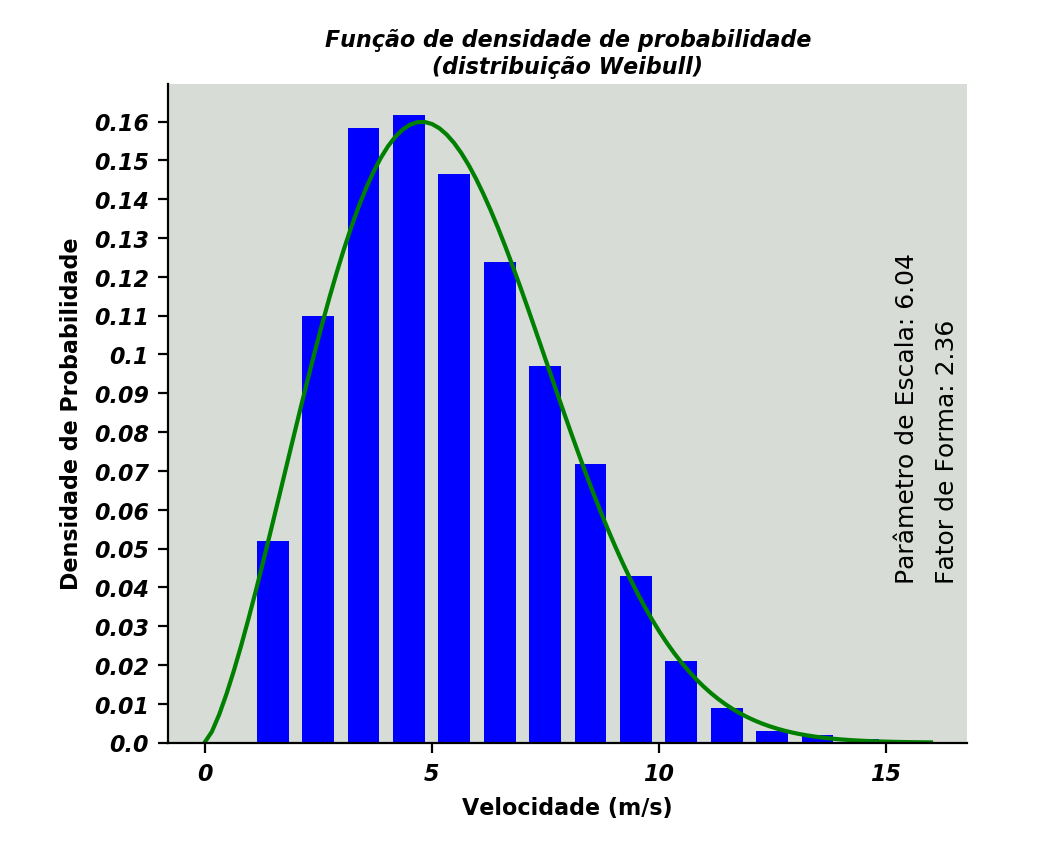 Função de densidade de probabilidade
(distribuição Weibull)
Densidade de Probabilidade
0.16
0.15
0.14
0.13
0.12
0.11
0.1
0.09
0.08
0.07
0.06
0.05
0.04
0.03
0.02
0.01
0.0
Parâmetro de Escala: 6.04
Fator de Forma: 2.36
0 5 10 15
Velocidade (m/s)